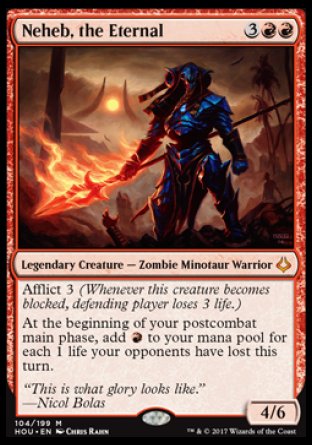 Neheb, the Eternal 3
Legendary Creature — Zombie Minotaur Warrior
Afflict 3 (Whenever this creature becomes
blocked, defending player loses 3 life.)
At the beginning of your postcombat
main phase, add to your mana pool for
each 1 life your opponents have lost this
turn.
"This is what glory looks like."
—Nicol Bolas
4/6
104/199 M
HOU • EN Chris Rahn
™ & © 2017 Wizards of the Coast